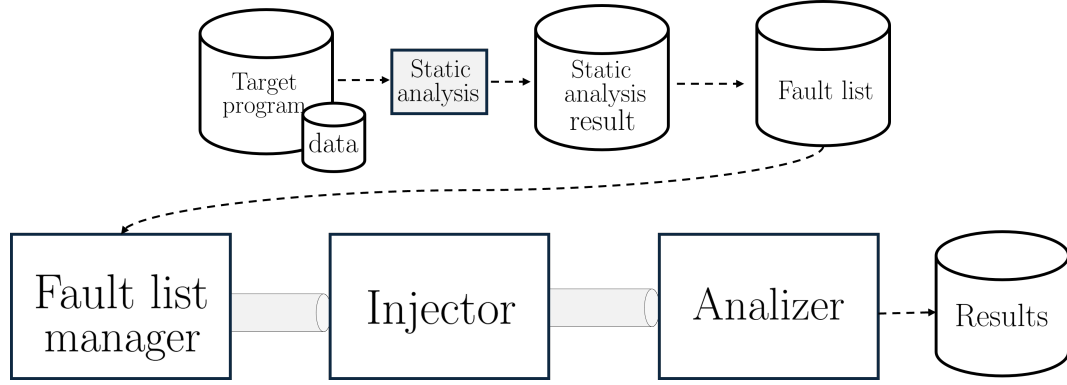 Target
program
data
Static
analysis
Static
analysis
result
Fault list
Fault list
manager
Injector
Analizer
Results